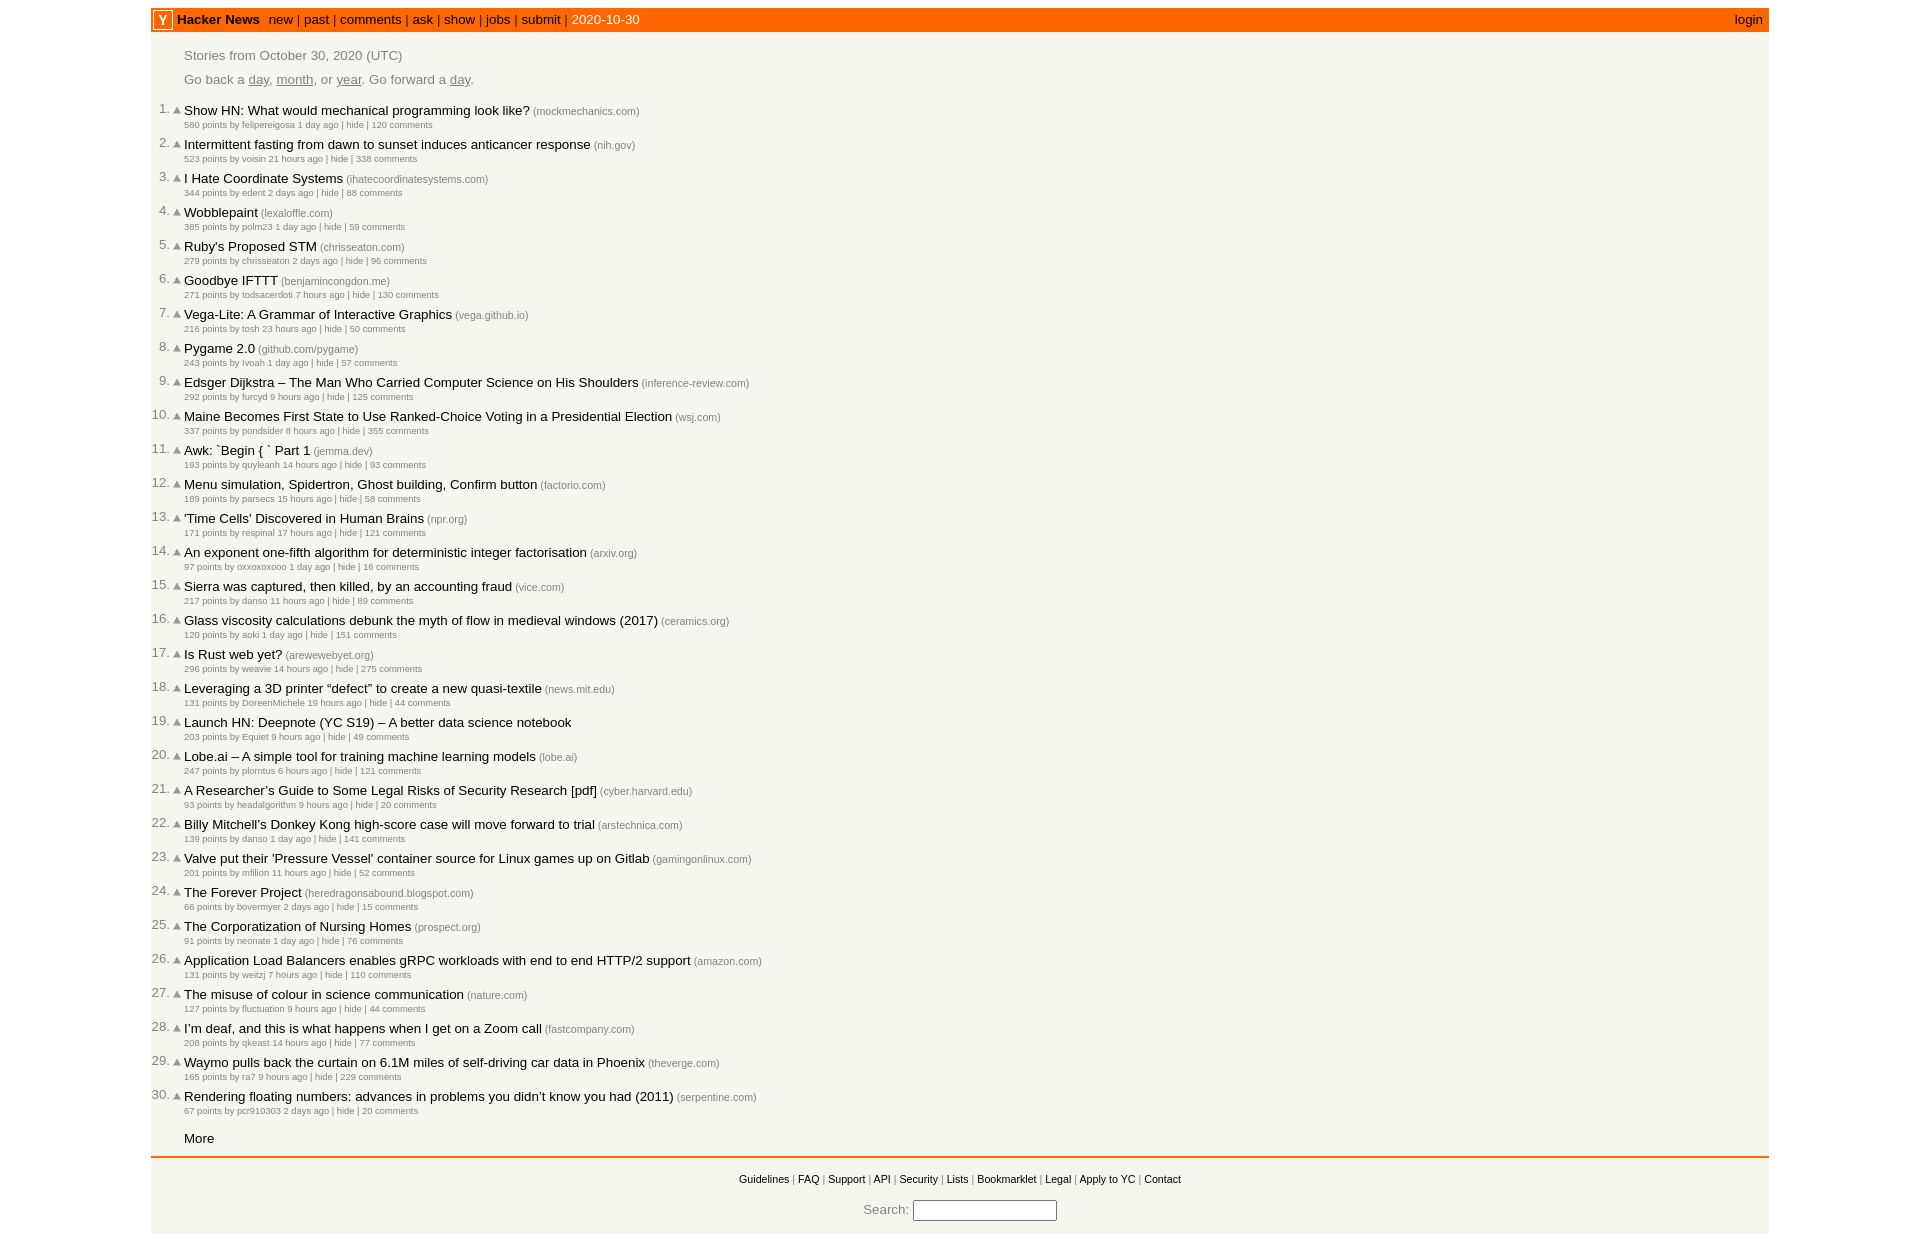 Y Hacker News new | past | comments | ask | show | jobs | submit | 2020-10-30 login
Stories from October 30, 2020 (UTC)
Go back a day, month, or year. Go forward a day.
1. Show HN: What would mechanical programming look like? (mockmechanics.com)
580 points by felipereigosa 1 day ago | hide | 120 comments
2. Intermittent fasting from dawn to sunset induces anticancer response (nih.gov)
523 points by voisin 21 hours ago | hide | 338 comments
3. I Hate Coordinate Systems (ihatecoordinatesystems.com)
344 points by edent 2 days ago | hide | 88 comments
4. Wobblepaint (lexaloffle.com)
385 points by polm23 1 day ago | hide | 59 comments
5. Ruby's Proposed STM (chrisseaton.com)
279 points by chrisseaton 2 days ago | hide | 96 comments
6. Goodbye IFTTT (benjamincongdon.me)
271 points by todsacerdoti 7 hours ago | hide | 130 comments
7. Vega-Lite: A Grammar of Interactive Graphics (vega.github.io)
216 points by tosh 23 hours ago | hide | 50 comments
8. Pygame 2.0 (github.com/pygame)
243 points by Ivoah 1 day ago | hide | 57 comments
9. Edsger Dijkstra – The Man Who Carried Computer Science on His Shoulders (inference-review.com)
292 points by furcyd 9 hours ago | hide | 125 comments
10. Maine Becomes First State to Use Ranked-Choice Voting in a Presidential Election (wsj.com)
337 points by pondsider 8 hours ago | hide | 355 comments
11. Awk: `Begin { ` Part 1 (jemma.dev)
193 points by quyleanh 14 hours ago | hide | 93 comments
12. Menu simulation, Spidertron, Ghost building, Confirm button (factorio.com)
189 points by parsecs 15 hours ago | hide | 58 comments
13. 'Time Cells' Discovered in Human Brains (npr.org)
171 points by respinal 17 hours ago | hide | 121 comments
14. An exponent one-fifth algorithm for deterministic integer factorisation (arxiv.org)
97 points by oxxoxoxooo 1 day ago | hide | 16 comments
15. Sierra was captured, then killed, by an accounting fraud (vice.com)
217 points by danso 11 hours ago | hide | 89 comments
16. Glass viscosity calculations debunk the myth of flow in medieval windows (2017) (ceramics.org)
120 points by aoki 1 day ago | hide | 151 comments
17. Is Rust web yet? (arewewebyet.org)
296 points by weavie 14 hours ago | hide | 275 comments
18. Leveraging a 3D printer “defect” to create a new quasi-textile (news.mit.edu)
131 points by DoreenMichele 19 hours ago | hide | 44 comments
19. Launch HN: Deepnote (YC S19) – A better data science notebook
203 points by Equiet 9 hours ago | hide | 49 comments
20. Lobe.ai – A simple tool for training machine learning models (lobe.ai)
247 points by plorntus 6 hours ago | hide | 121 comments
21. A Researcher’s Guide to Some Legal Risks of Security Research [pdf] (cyber.harvard.edu)
93 points by headalgorithm 9 hours ago | hide | 20 comments
22. Billy Mitchell’s Donkey Kong high-score case will move forward to trial (arstechnica.com)
139 points by danso 1 day ago | hide | 141 comments
23. Valve put their 'Pressure Vessel' container source for Linux games up on Gitlab (gamingonlinux.com)
201 points by mfilion 11 hours ago | hide | 52 comments
24. The Forever Project (heredragonsabound.blogspot.com)
66 points by bovermyer 2 days ago | hide | 15 comments
25. The Corporatization of Nursing Homes (prospect.org)
91 points by neonate 1 day ago | hide | 76 comments
26. Application Load Balancers enables gRPC workloads with end to end HTTP/2 support (amazon.com)
131 points by weitzj 7 hours ago | hide | 110 comments
27. The misuse of colour in science communication (nature.com)
127 points by fluctuation 9 hours ago | hide | 44 comments
28. I’m deaf, and this is what happens when I get on a Zoom call (fastcompany.com)
208 points by qkeast 14 hours ago | hide | 77 comments
29. Waymo pulls back the curtain on 6.1M miles of self-driving car data in Phoenix (theverge.com)
165 points by ra7 9 hours ago | hide | 229 comments
30. Rendering floating numbers: advances in problems you didn’t know you had (2011) (serpentine.com)
67 points by pcr910303 2 days ago | hide | 20 comments
More
Guidelines | FAQ | Support | API | Security | Lists | Bookmarklet | Legal | Apply to YC | Contact
Search: